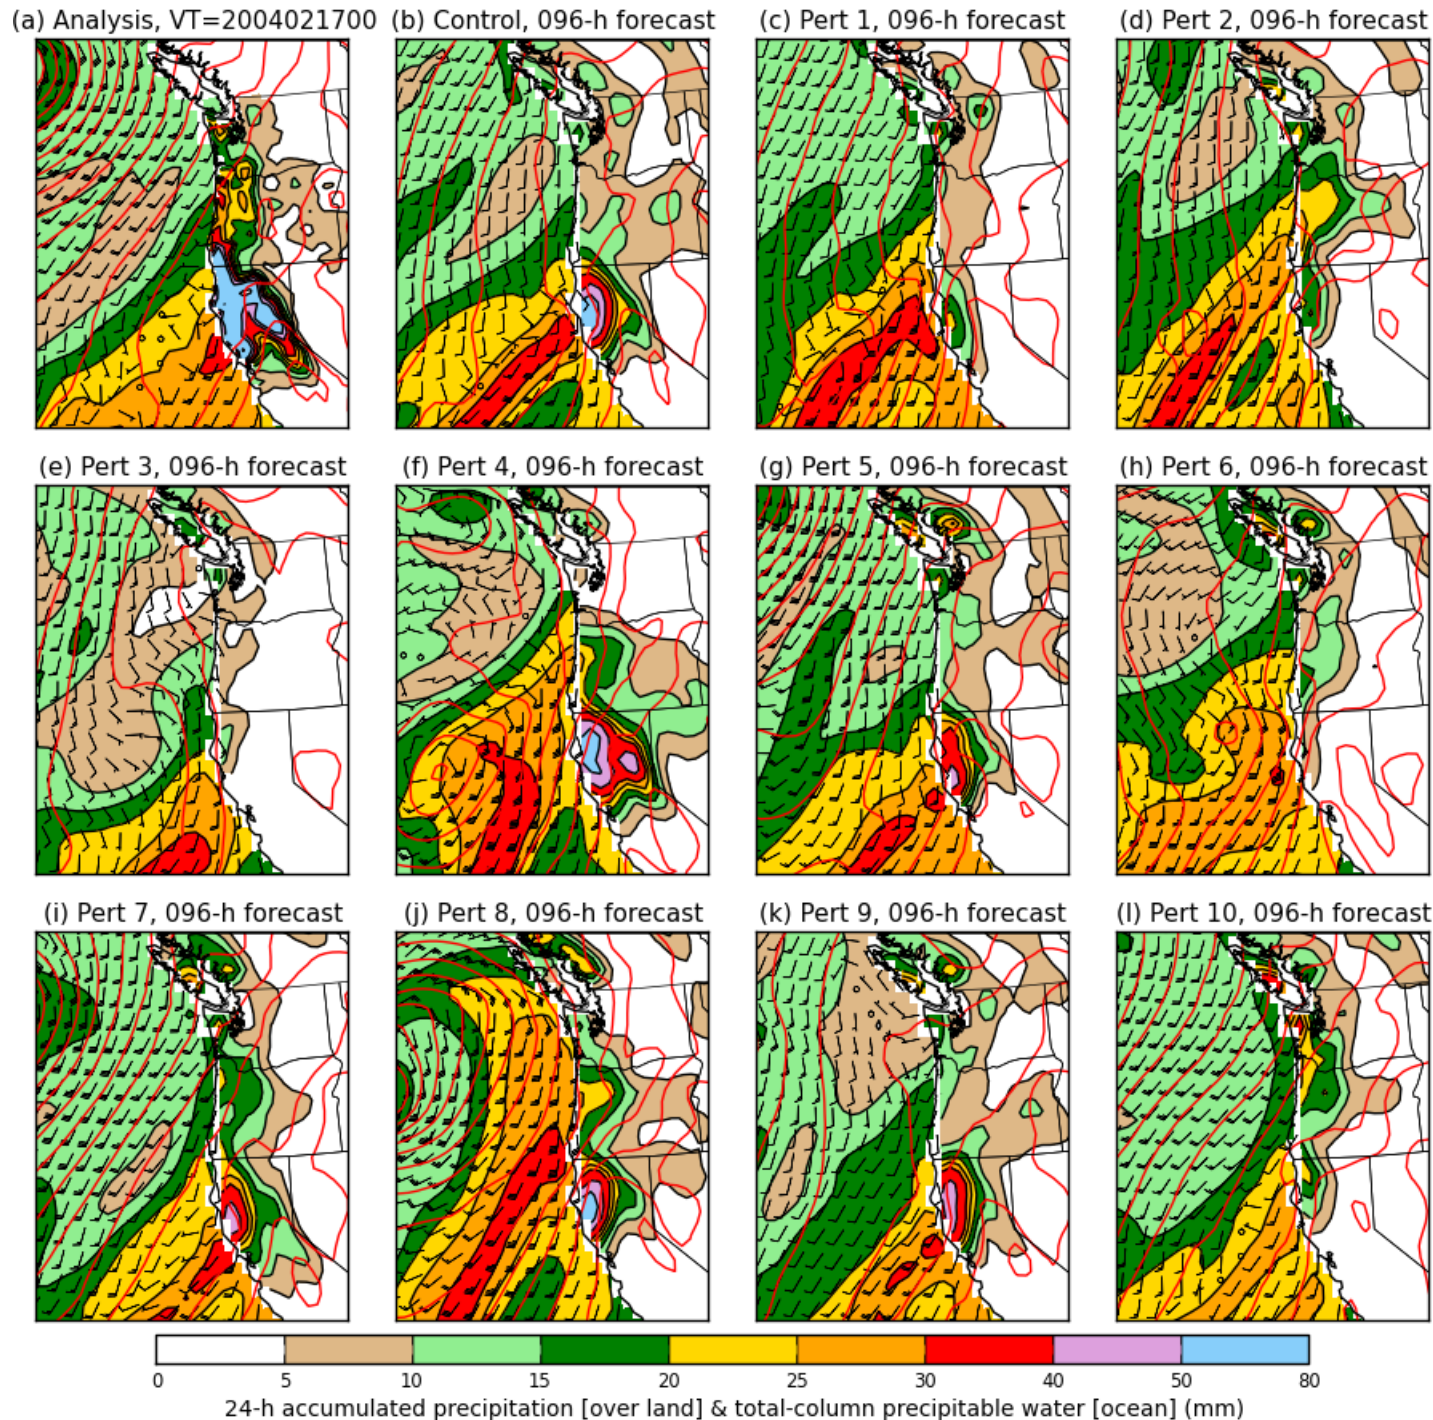 (a) Analysis, VT=2004021700
(b) Control, 096-h forecast
(c) Pert 1, 096-h forecast
(d) Pert 2, 096-h forecast
(e) Pert 3, 096-h forecast
(f) Pert 4, 096-h forecast
(g) Pert 5, 096-h forecast
(h) Pert 6, 096-h forecast
(i) Pert 7, 096-h forecast
(j) Pert 8, 096-h forecast
(k) Pert 9, 096-h forecast
(l) Pert 10, 096-h forecast
0 5 10 15 20 25 30 40 50 80
24-h accumulated precipitation [over land] & total-column precipitable water [ocean] (mm)